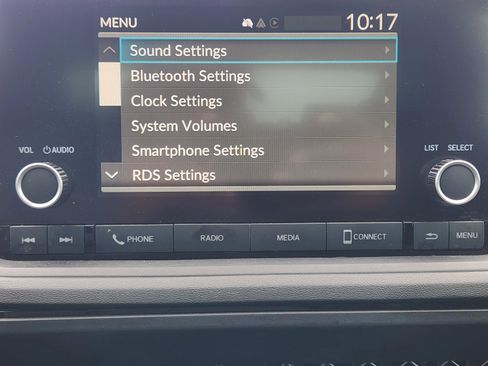 MENU 10:17
Sound Settings
Bluetooth Settings
Clock Settings
System Volumes
Smartphone Settings
RDS Settings
VOL AUDIO LIST SELECT
PHONE RADIO MEDIA CONNECT MENU